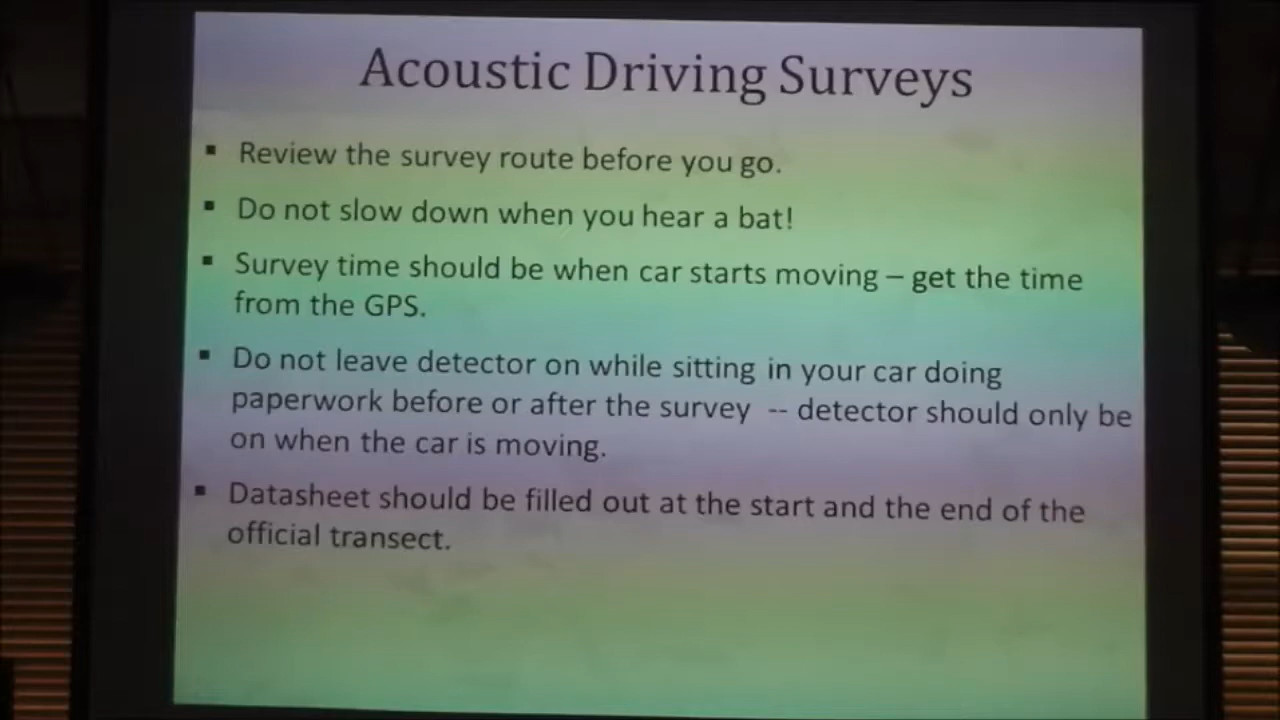 Acoustic Driving Surveys
▪ Review the survey route before you go.
▪ Do not slow down when you hear a bat!
▪ Survey time should be when car starts moving – get the time
from the GPS.
▪ Do not leave detector on while sitting in your car doing
paperwork before or after the survey -- detector should only be
on when the car is moving.
▪ Datasheet should be filled out at the start and the end of the
official transect.